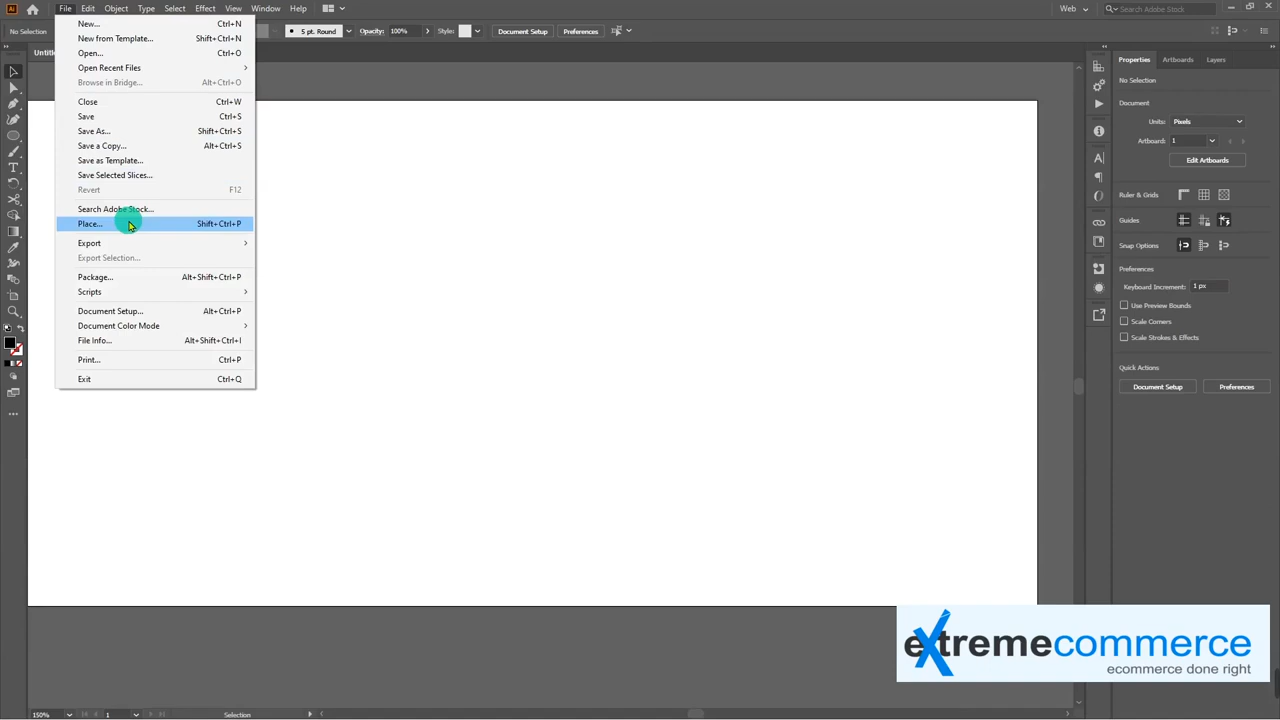 Ai File Edit Object Type Select Effect View Window Help Web Search Adobe Stock
No Selection 5 pt. Round Opacity: 100% Style: Document Setup Preferences
New... Ctrl+N
New from Template... Shift+Ctrl+N
Open... Ctrl+O
Open Recent Files
Browse in Bridge... Alt+Ctrl+O
Close Ctrl+W
Save Ctrl+S
Save As... Shift+Ctrl+S
Save a Copy... Alt+Ctrl+S
Save as Template...
Save Selected Slices...
Revert F12
Search Adobe Stock...
Place... Shift+Ctrl+P
Export
Export Selection...
Package... Alt+Shift+Ctrl+P
Scripts
Document Setup... Alt+Ctrl+P
Document Color Mode
File Info... Alt+Shift+Ctrl+I
Print... Ctrl+P
Exit Ctrl+Q
Properties Artboards Layers
No Selection
Document
Units: Pixels
Artboard: 1
Edit Artboards
Ruler & Grids
Guides
Snap Options
Preferences
Keyboard Increment: 1 px
Use Preview Bounds
Scale Corners
Scale Strokes & Effects
Quick Actions
Document Setup Preferences
extremecommerce
ecommerce done right
150% 1 Selection